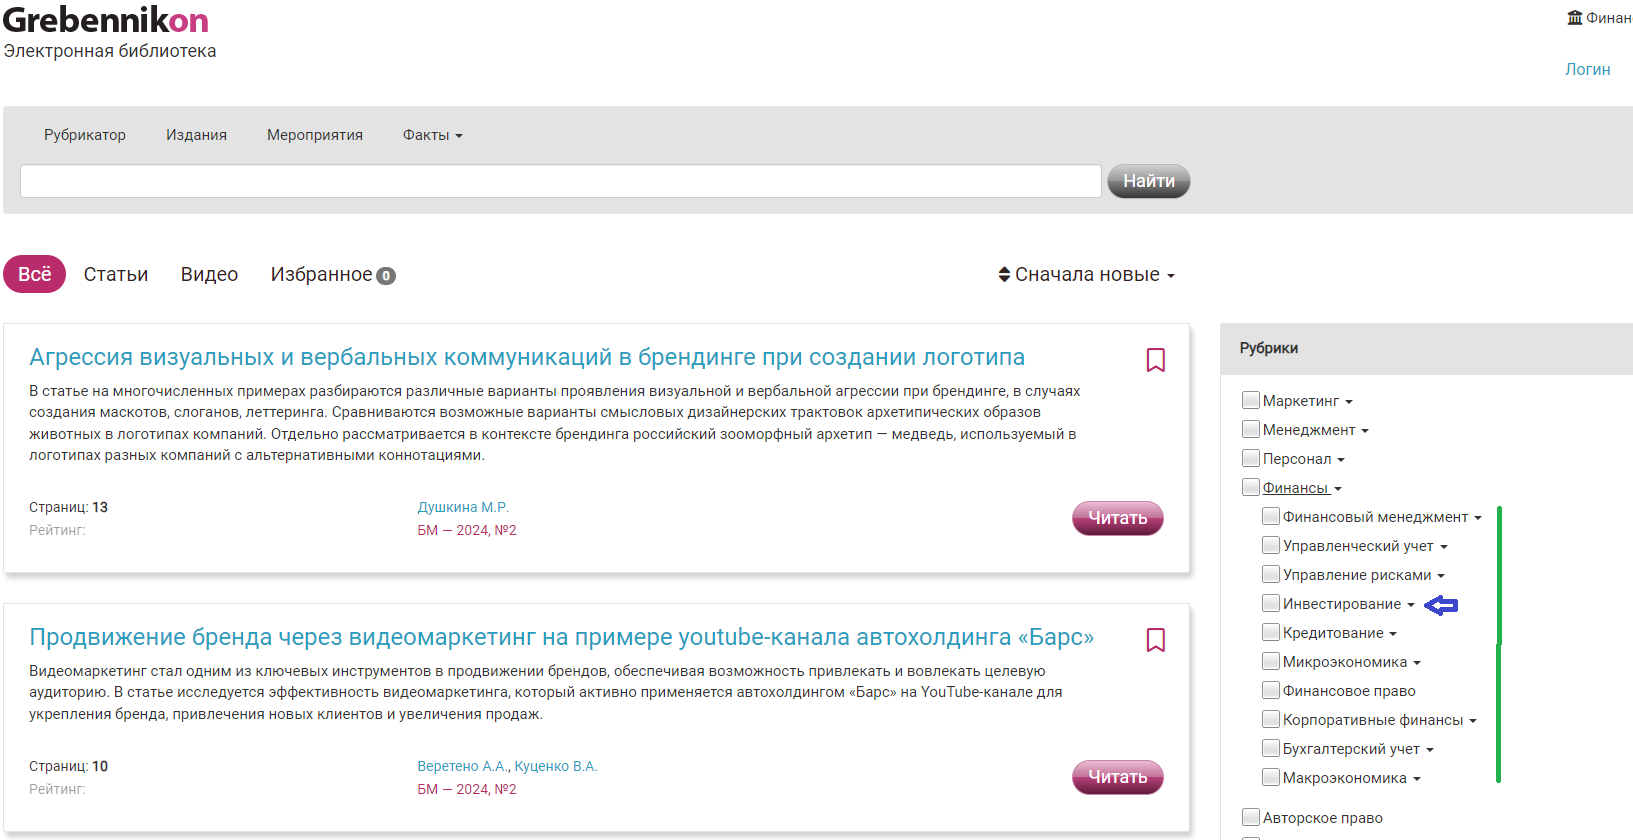 Grebennikon
Электронная библиотека
Финан
Логин
Рубрикатор Издания Мероприятия Факты
Найти
Всё Статьи Видео Избранное 0 Сначала новые
Агрессия визуальных и вербальных коммуникаций в брендинге при создании логотипа
В статье на многочисленных примерах разбираются различные варианты проявления визуальной и вербальной агрессии при брендинге, в случаях
создания маскотов, слоганов, леттеринга. Сравниваются возможные варианты смысловых дизайнерских трактовок архетипических образов
животных в логотипах компаний. Отдельно рассматривается в контексте брендинга российский зооморфный архетип — медведь, используемый в
логотипах разных компаний с альтернативными коннотациями.
Страниц: 13
Рейтинг:
Душкина М.Р.
БМ — 2024, №2
Читать
Продвижение бренда через видеомаркетинг на примере youtube-канала автохолдинга «Барс»
Видеомаркетинг стал одним из ключевых инструментов в продвижении брендов, обеспечивая возможность привлекать и вовлекать целевую
аудиторию. В статье исследуется эффективность видеомаркетинга, который активно применяется автохолдингом «Барс» на YouTube-канале для
укрепления бренда, привлечения новых клиентов и увеличения продаж.
Страниц: 10
Рейтинг:
Веретено А.А., Куценко В.А.
БМ — 2024, №2
Читать
Рубрики
Маркетинг
Менеджмент
Персонал
Финансы
Финансовый менеджмент
Управленческий учет
Управление рисками
Инвестирование
Кредитование
Микроэкономика
Финансовое право
Корпоративные финансы
Бухгалтерский учет
Макроэкономика
Авторское право